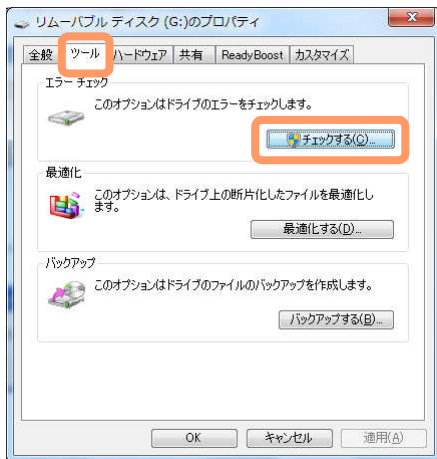 リムーバブル ディスク (G:)のプロパティ
全般 ツール ハードウェア 共有 ReadyBoost カスタマイズ
エラー チェック
このオプションはドライブのエラーをチェックします。
チェックする(C)...
最適化
このオプションは、ドライブ上の断片化したファイルを最適化し
ます。
最適化する(D)...
バックアップ
このオプションはドライブのファイルのバックアップを作成します。
バックアップする(B)...
OK キャンセル 適用(A)